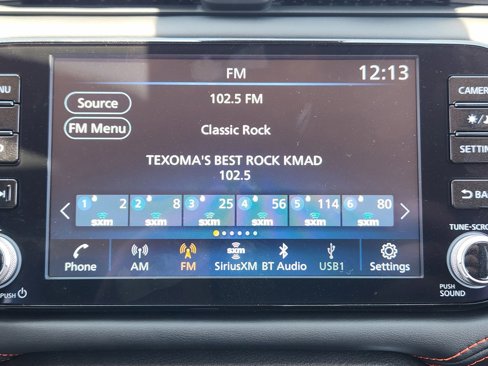 FM 12:13
Source 102.5 FM
FM Menu Classic Rock
TEXOMA'S BEST ROCK KMAD
102.5
1 2 2 8 3 25 4 56 5 114 6 80
sxm sxm sxm sxm sxm sxm
Phone AM FM SiriusXM BT Audio USB1 Settings
CAMER
SETTIN
BA
TUNE-SCRO
PUSH
SOUND
NU
PUSH